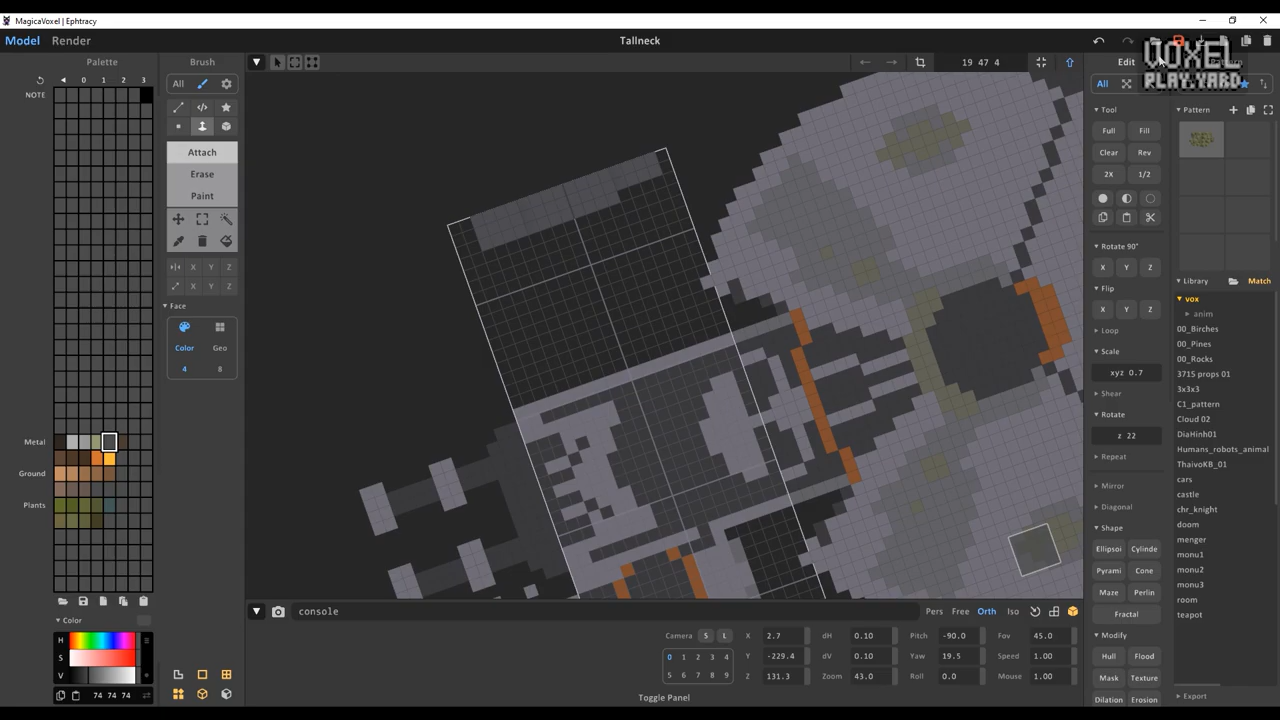 MagicaVoxel | Ephtracy
Model Render
Tallneck
VOXEL
PLAY.YARD
Palette
0 1 2 3
NOTE
Metal
Ground
Plants
Color
H
S
V
74 74 74
Brush
All
Attach
Erase
Paint
X Y Z
X Y Z
Face
Color Geo
4 8
19 47 4
console
Pers Free Orth Iso
Camera S L
0 1 2 3 4
5 6 7 8 9
X 2.7 dH 0.10 Pitch -90.0 Fov 45.0
Y -229.4 dV 0.10 Yaw 19.5 Speed 1.00
Z 131.3 Zoom 43.0 Roll 0.0 Mouse 1.00
Toggle Panel
Edit
All
Tool
Full Fill
Clear Rev
2X 1/2
Rotate 90°
X Y Z
Flip
X Y Z
Loop
Scale
xyz 0.7
Shear
Rotate
z 22
Repeat
Mirror
Diagonal
Shape
Ellipsoi Cylinde
Pyrami Cone
Maze Perlin
Fractal
Modify
Hull Flood
Mask Texture
Dilation Erosion
Pattern
Library Match
vox
anim
00_Birches
00_Pines
00_Rocks
3715 props 01
3x3x3
C1_pattern
Cloud 02
DiaHinh01
Humans_robots_animal
ThaivoKB_01
cars
castle
chr_knight
doom
menger
monu1
monu2
monu3
room
teapot
Export